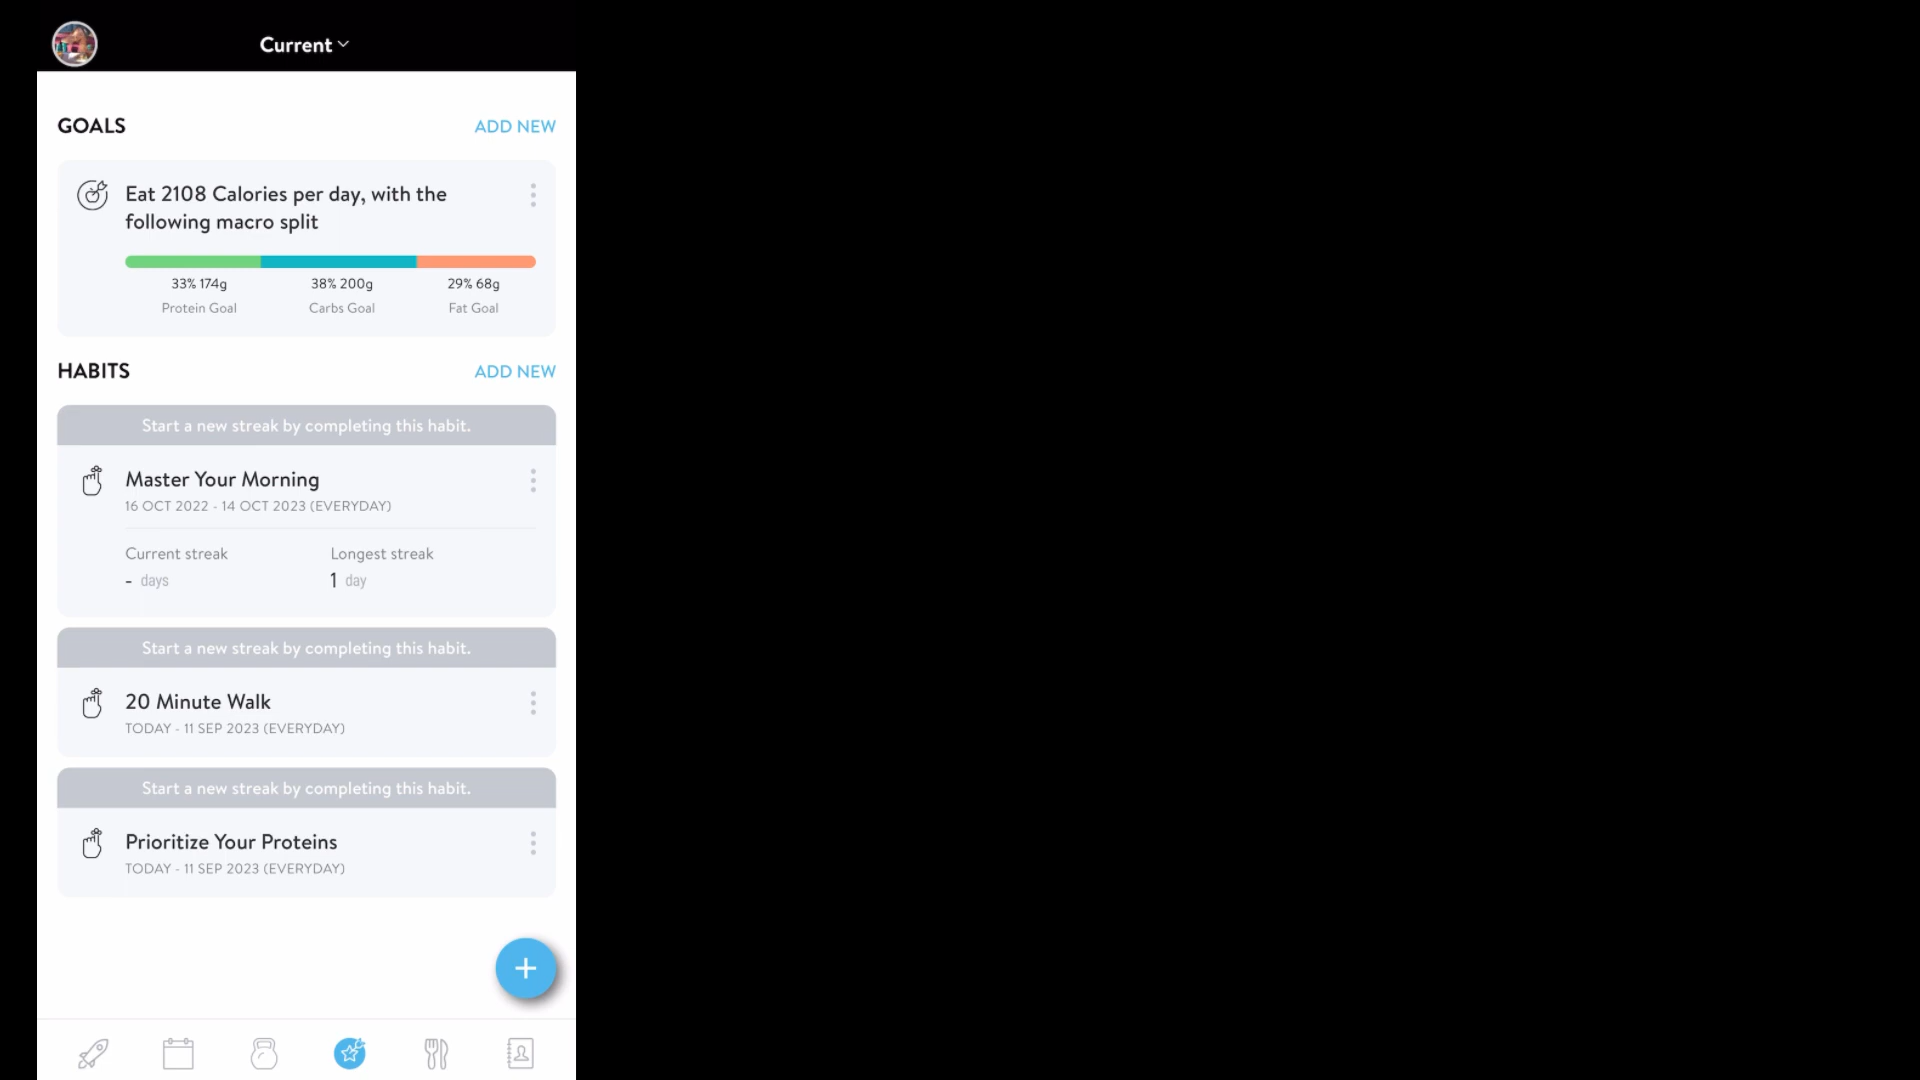 Current
GOALS
ADD NEW
Eat 2108 Calories per day, with the
following macro split
33% 174g
38% 200g
29% 68g
Protein Goal
Carbs Goal
Fat Goal
HABITS
ADD NEW
Start a new streak by completing this habit.
Master Your Morning
16 OCT 2022 - 14 OCT 2023 (EVERYDAY)
Current streak
Longest streak
- days
1 day
Start a new streak by completing this habit.
20 Minute Walk
TODAY - 11 SEP 2023 (EVERYDAY)
Start a new streak by completing this habit.
Prioritize Your Proteins
TODAY - 11 SEP 2023 (EVERYDAY)